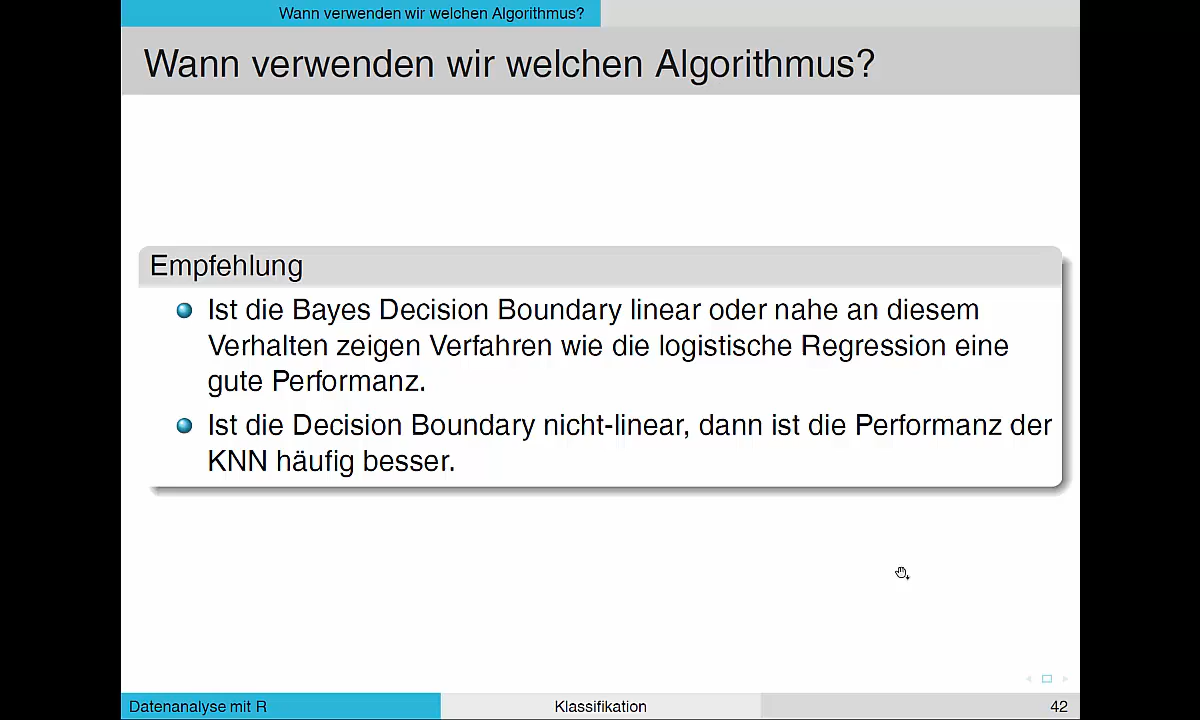 Wann verwenden wir welchen Algorithmus?
Wann verwenden wir welchen Algorithmus?
Empfehlung
Ist die Bayes Decision Boundary linear oder nahe an diesem
Verhalten zeigen Verfahren wie die logistische Regression eine
gute Performanz.
Ist die Decision Boundary nicht-linear, dann ist die Performanz der
KNN häufig besser.
Datenanalyse mit R
Klassifikation
42